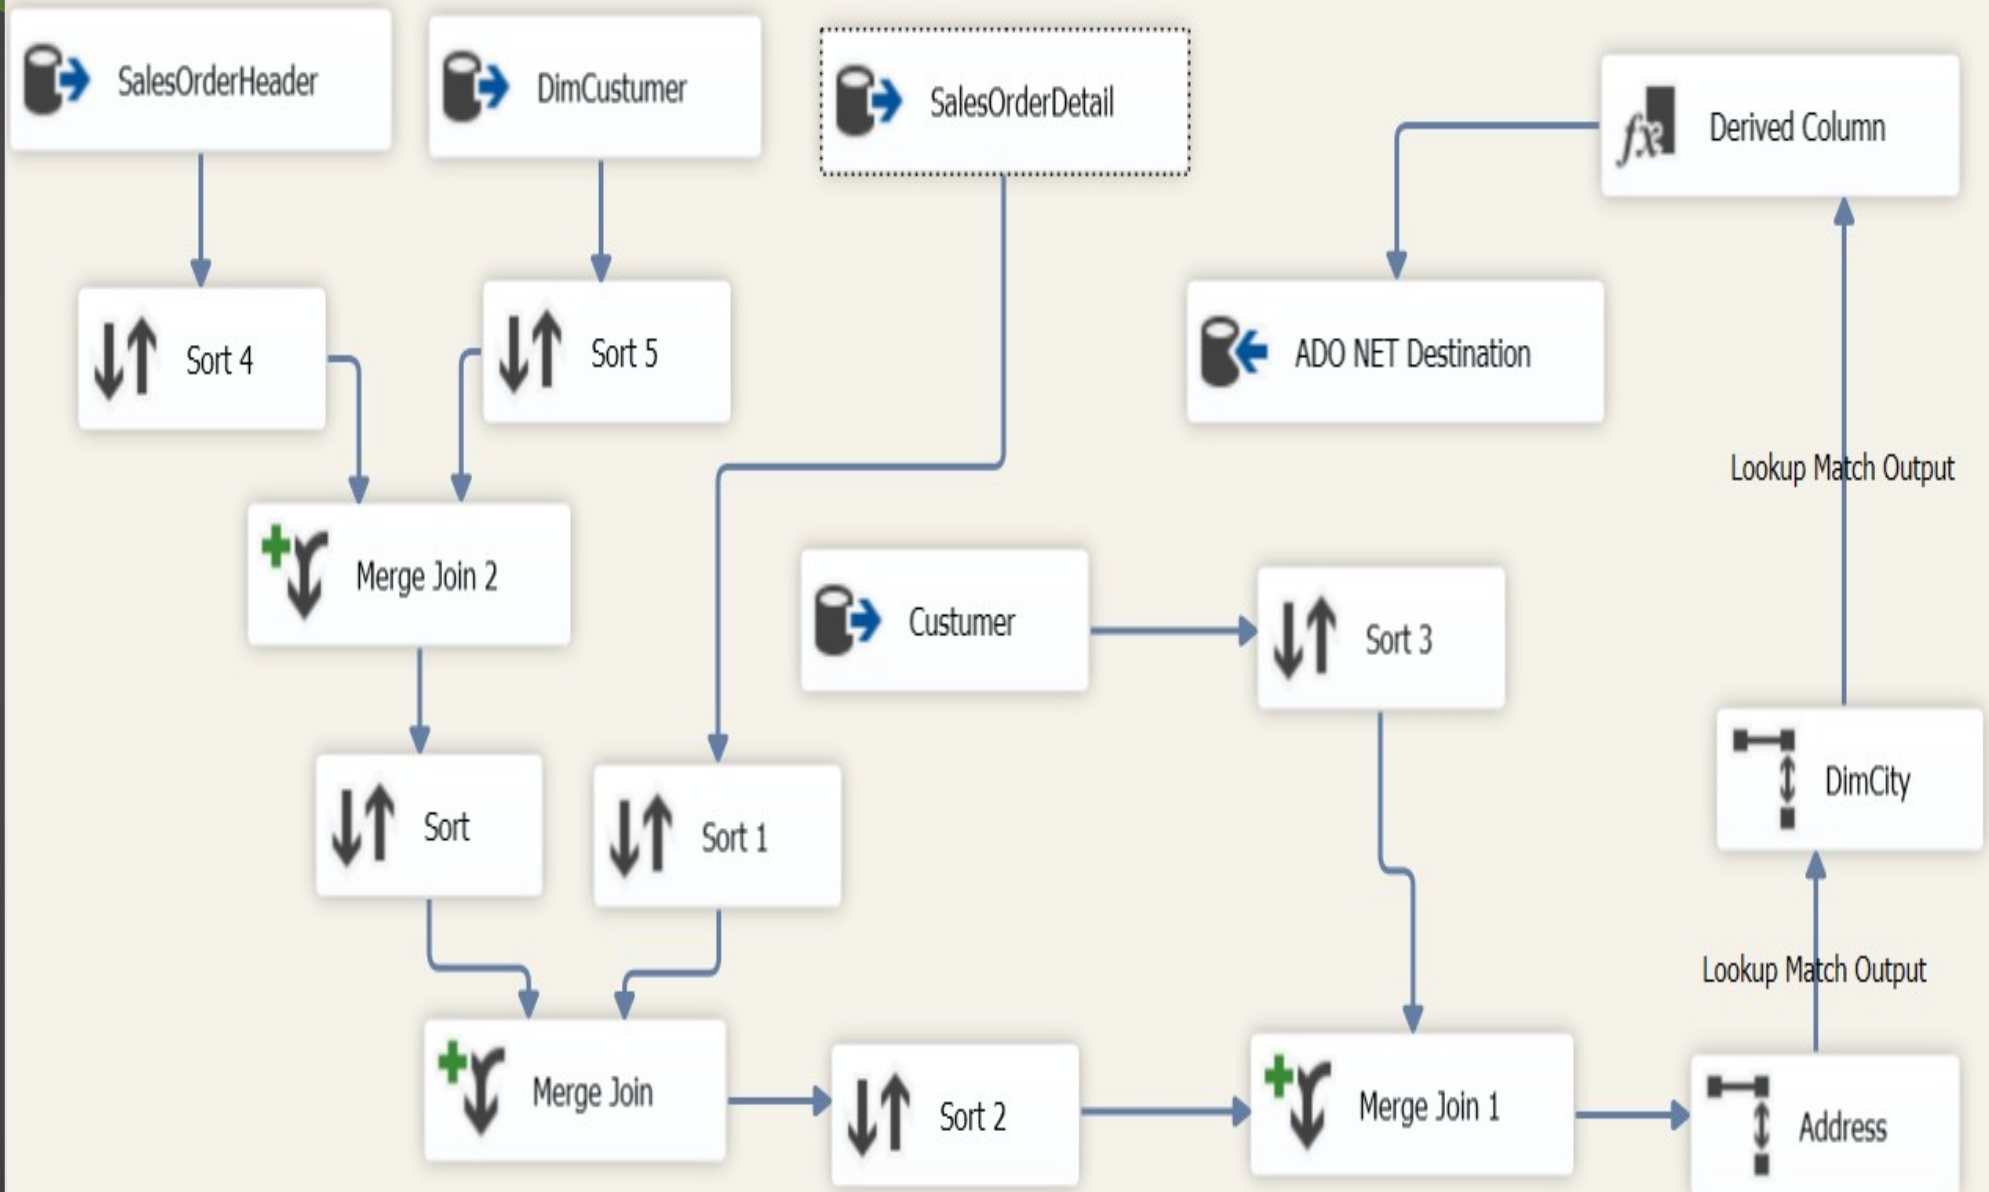 SalesOrderHeader
DimCustumer
SalesOrderDetail
Derived Column
Sort 4
Sort 5
ADO NET Destination
Lookup Match Output
Merge Join 2
Custumer
Sort 3
DimCity
Sort
Sort 1
Lookup Match Output
Merge Join
Sort 2
Merge Join 1
Address